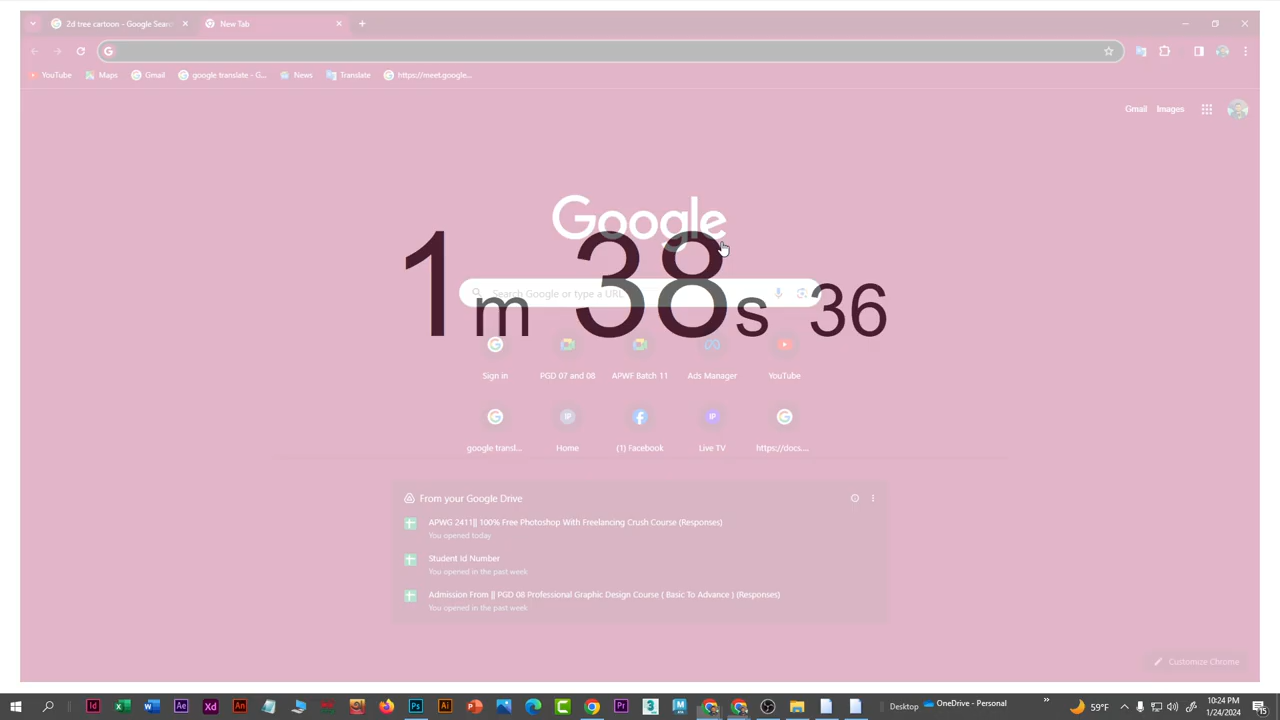 2d tree cartoon - Google Sear
New Tab
YouTube
Maps
Gmail
google translate - G...
News
Translate
https://meet.google...
Gmail
Images
Google
1m 38s 36
Search Google or type a URL
Sign in
PGD 07 and 08
APWF Batch 11
Ads Manager
YouTube
google transl...
Home
(1) Facebook
Live TV
https://docs....
From your Google Drive
APWG 2411|| 100% Free Photoshop With Freelancing Crush Course (Responses)
You opened today
Student Id Number
You opened in the past week
Admission From || PGD 08 Professional Graphic Design Course ( Basic To Advance ) (Responses)
You opened in the past week
Customize Chrome
Desktop
OneDrive - Personal
59°F
10:24 PM
1/24/2024
15